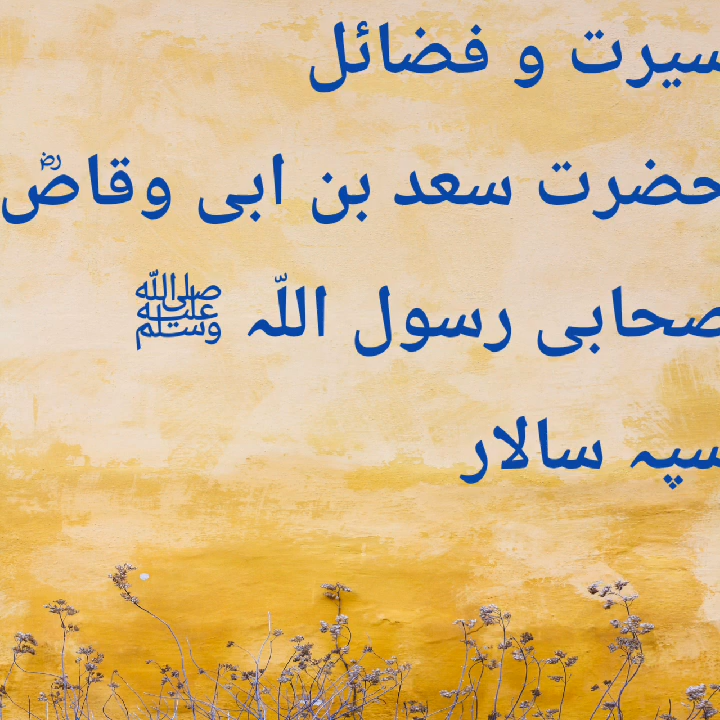 سیرت و فضائل
حضرت سعد بن ابی وقاصؓ
صحابی رسول اللہ ﷺ
سپہ سالار